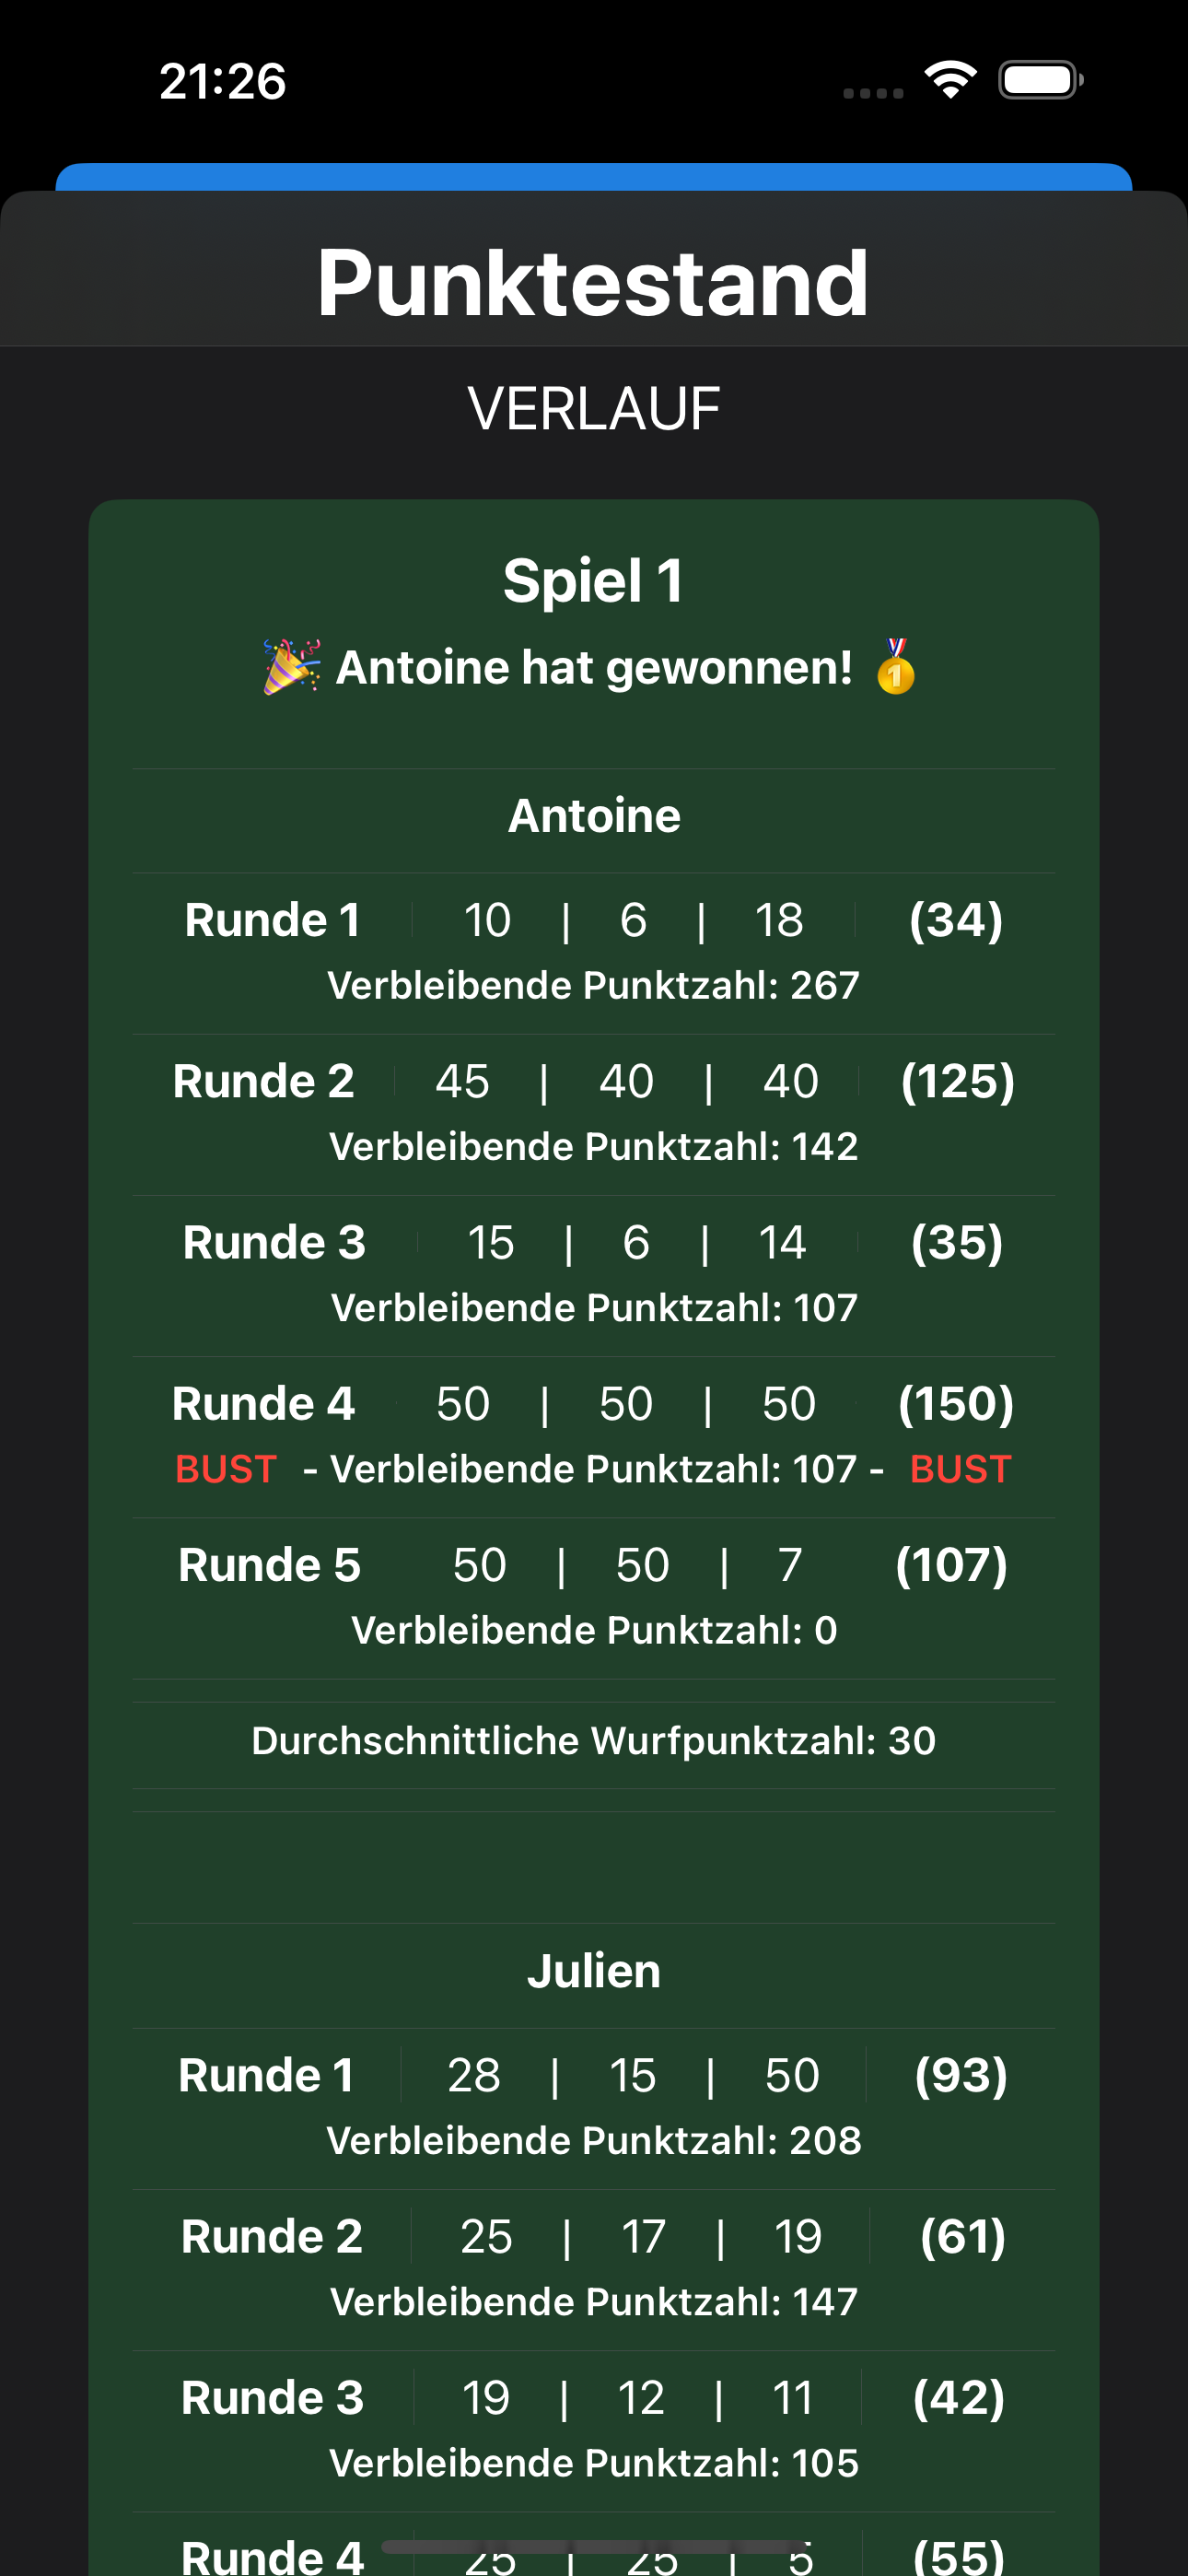 21:26
Punktestand
VERLAUF
Spiel 1
🎉 Antoine hat gewonnen! 🥇
Antoine
Runde 1 10 | 6 | 18 (34)
Verbleibende Punktzahl: 267
Runde 2 45 | 40 | 40 (125)
Verbleibende Punktzahl: 142
Runde 3 15 | 6 | 14 (35)
Verbleibende Punktzahl: 107
Runde 4 50 | 50 | 50 (150)
BUST - Verbleibende Punktzahl: 107 - BUST
Runde 5 50 | 50 | 7 (107)
Verbleibende Punktzahl: 0
Durchschnittliche Wurfpunktzahl: 30
Julien
Runde 1 28 | 15 | 50 (93)
Verbleibende Punktzahl: 208
Runde 2 25 | 17 | 19 (61)
Verbleibende Punktzahl: 147
Runde 3 19 | 12 | 11 (42)
Verbleibende Punktzahl: 105
Runde 4 25 | 25 | 5 (55)